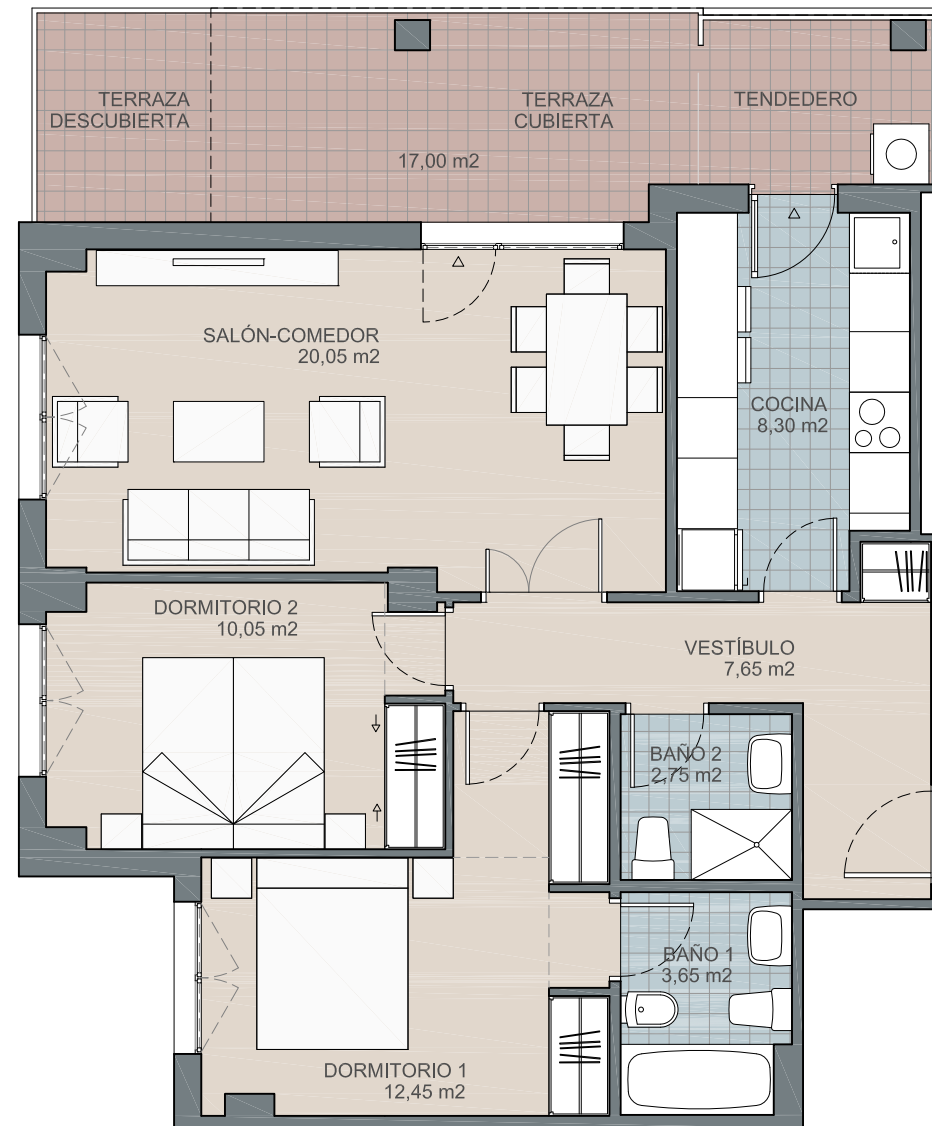 TERRAZA
DESCUBIERTA
TERRAZA
CUBIERTA
TENDEDERO
17,00 m2
SALÓN-COMEDOR
20,05 m2
COCINA
8,30 m2
DORMITORIO 2
10,05 m2
VESTÍBULO
7,65 m2
BAÑO 2
2,75 m2
BAÑO 1
3,65 m2
DORMITORIO 1
12,45 m2